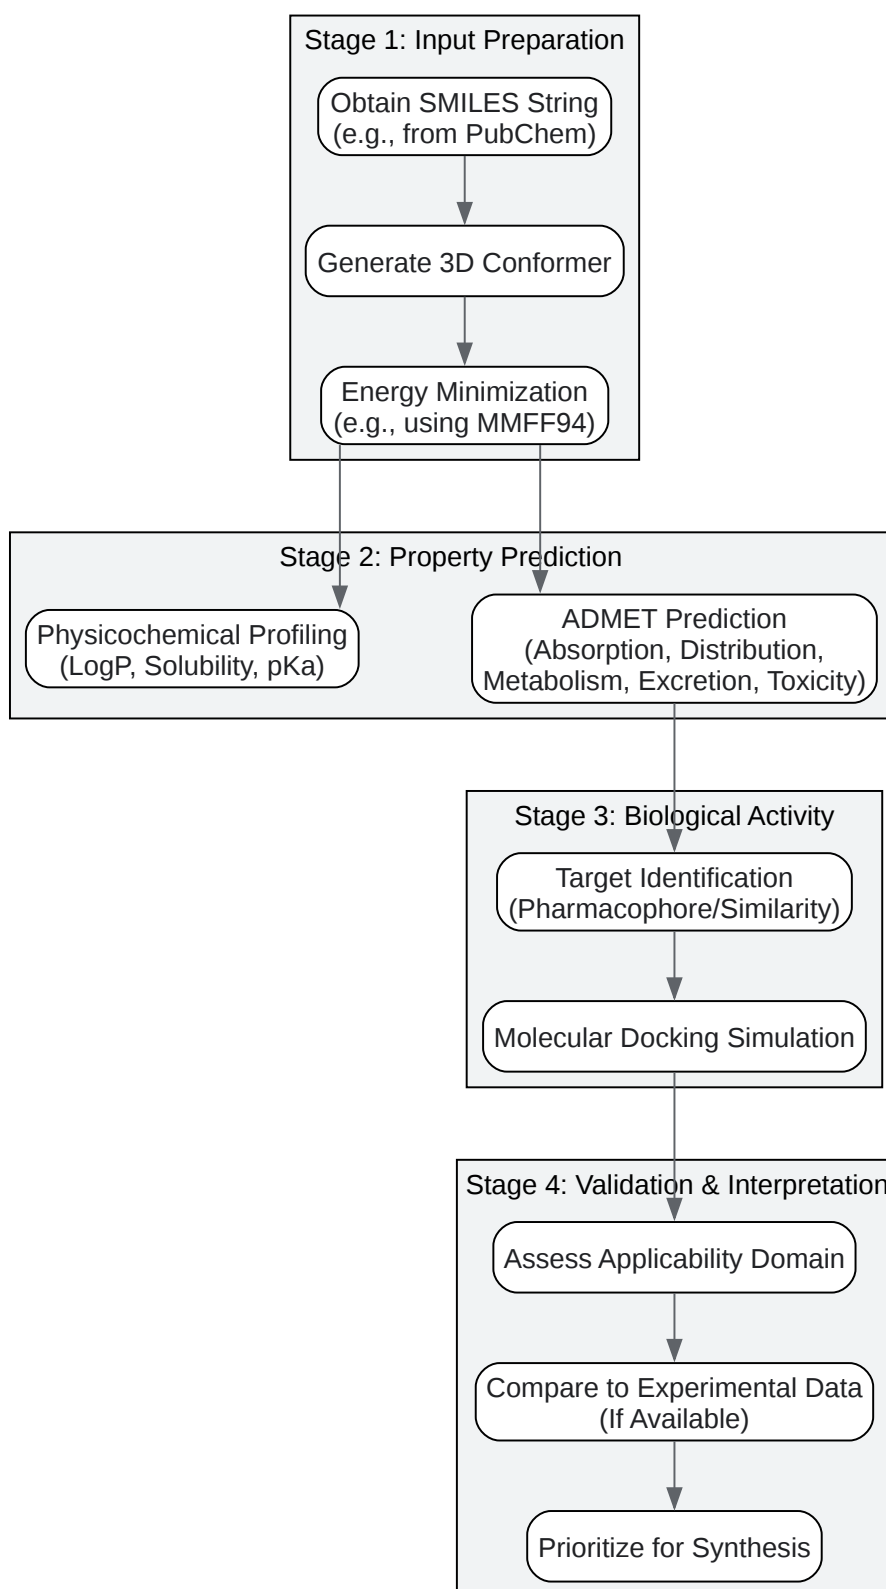 Stage 1: Input Preparation
Obtain SMILES String
(e.g., from PubChem)
Generate 3D Conformer
Energy Minimization
(e.g., using MMFF94)
Stage 2: Property Prediction
Physicochemical Profiling
(LogP, Solubility, pKa)
ADMET Prediction
(Absorption, Distribution,
Metabolism, Excretion, Toxicity)
Stage 3: Biological Activity
Target Identification
(Pharmacophore/Similarity)
Molecular Docking Simulation
Stage 4: Validation & Interpretation
Assess Applicability Domain
Compare to Experimental Data
(If Available)
Prioritize for Synthesis